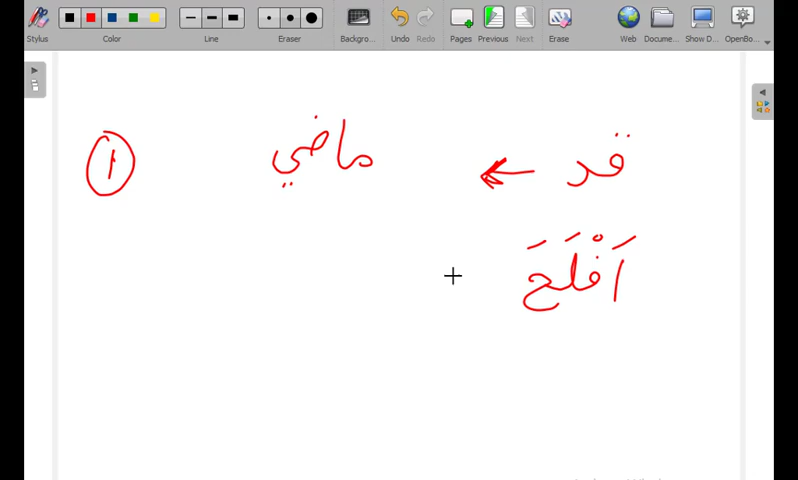 Stylus Color Line Eraser Backgro... Undo Redo Pages Previous Next Erase Web Docume... Show D... OpenBo...
قد ← ماضي ١
اَفْلَحَ